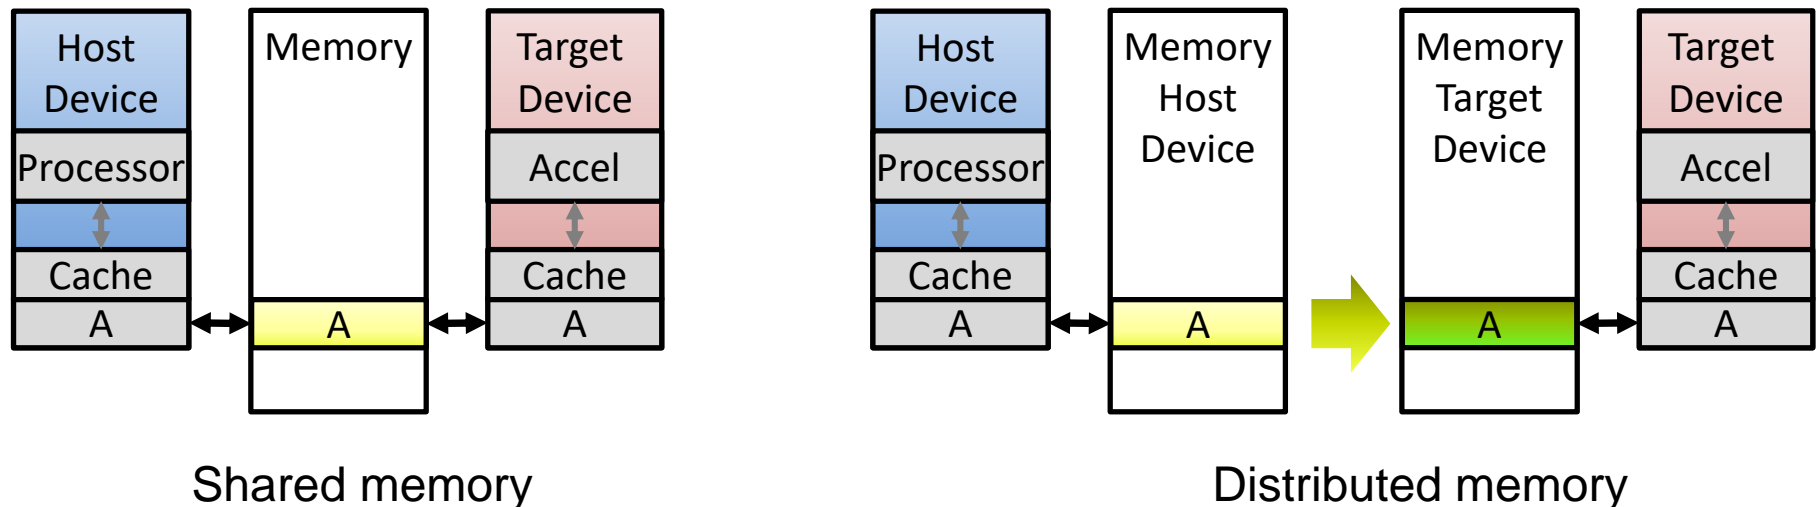 Host
Device
Processor
Cache
A
Memory
A
Target
Device
Accel
Cache
A
Shared memory
Host
Device
Processor
Cache
A
Memory
Host
Device
A
Memory
Target
Device
A
Target
Device
Accel
Cache
A
Distributed memory